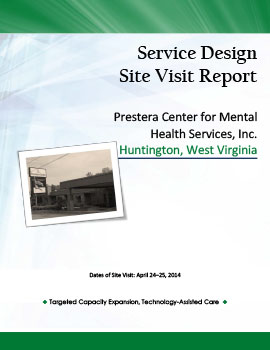 Service Design
Site Visit Report
Prestera Center for Mental
Health Services, Inc.
Huntington, West Virginia
Dates of Site Visit: April 24–25, 2014
◆ Targeted Capacity Expansion, Technology-Assisted Care ◆